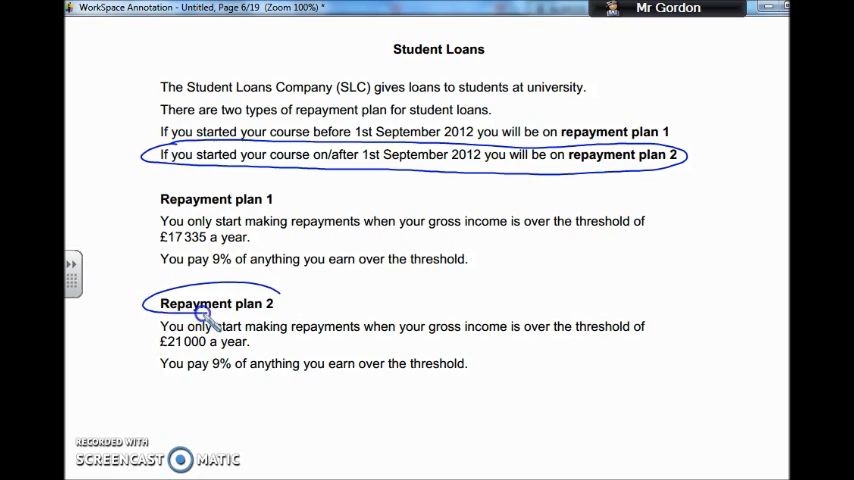 WorkSpace Annotation - Untitled, Page 6/19 (Zoom 100%) *
Mr Gordon
Student Loans
The Student Loans Company (SLC) gives loans to students at university.
There are two types of repayment plan for student loans.
If you started your course before 1st September 2012 you will be on repayment plan 1
If you started your course on/after 1st September 2012 you will be on repayment plan 2
Repayment plan 1
You only start making repayments when your gross income is over the threshold of
£17 335 a year.
You pay 9% of anything you earn over the threshold.
Repayment plan 2
You only start making repayments when your gross income is over the threshold of
£21 000 a year.
You pay 9% of anything you earn over the threshold.
RECORDED WITH
SCREENCAST MATIC